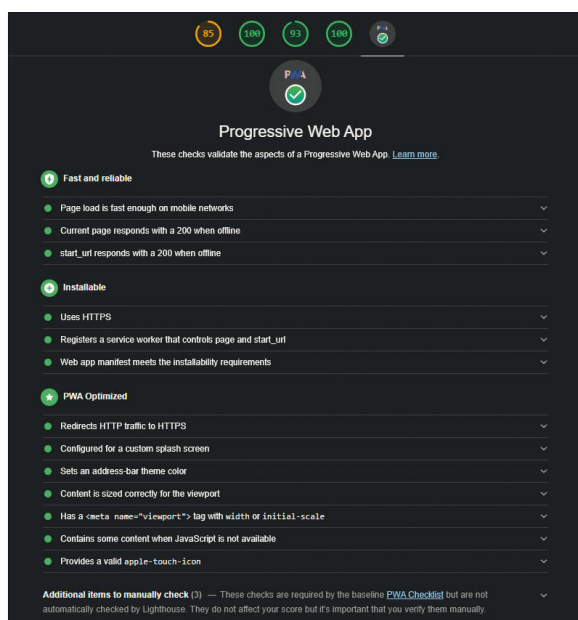 85 100 93 100
PWA
Progressive Web App
These checks validate the aspects of a Progressive Web App. Learn more.
Fast and reliable
Page load is fast enough on mobile networks
Current page responds with a 200 when offline
start_url responds with a 200 when offline
Installable
Uses HTTPS
Registers a service worker that controls page and start_url
Web app manifest meets the installability requirements
PWA Optimized
Redirects HTTP traffic to HTTPS
Configured for a custom splash screen
Sets an address-bar theme color
Content is sized correctly for the viewport
Has a <meta name="viewport"> tag with width or initial-scale
Contains some content when JavaScript is not available
Provides a valid apple-touch-icon
Additional items to manually check (3) — These checks are required by the baseline PWA Checklist but are not
automatically checked by Lighthouse. They do not affect your score but it's important that you verify them manually.